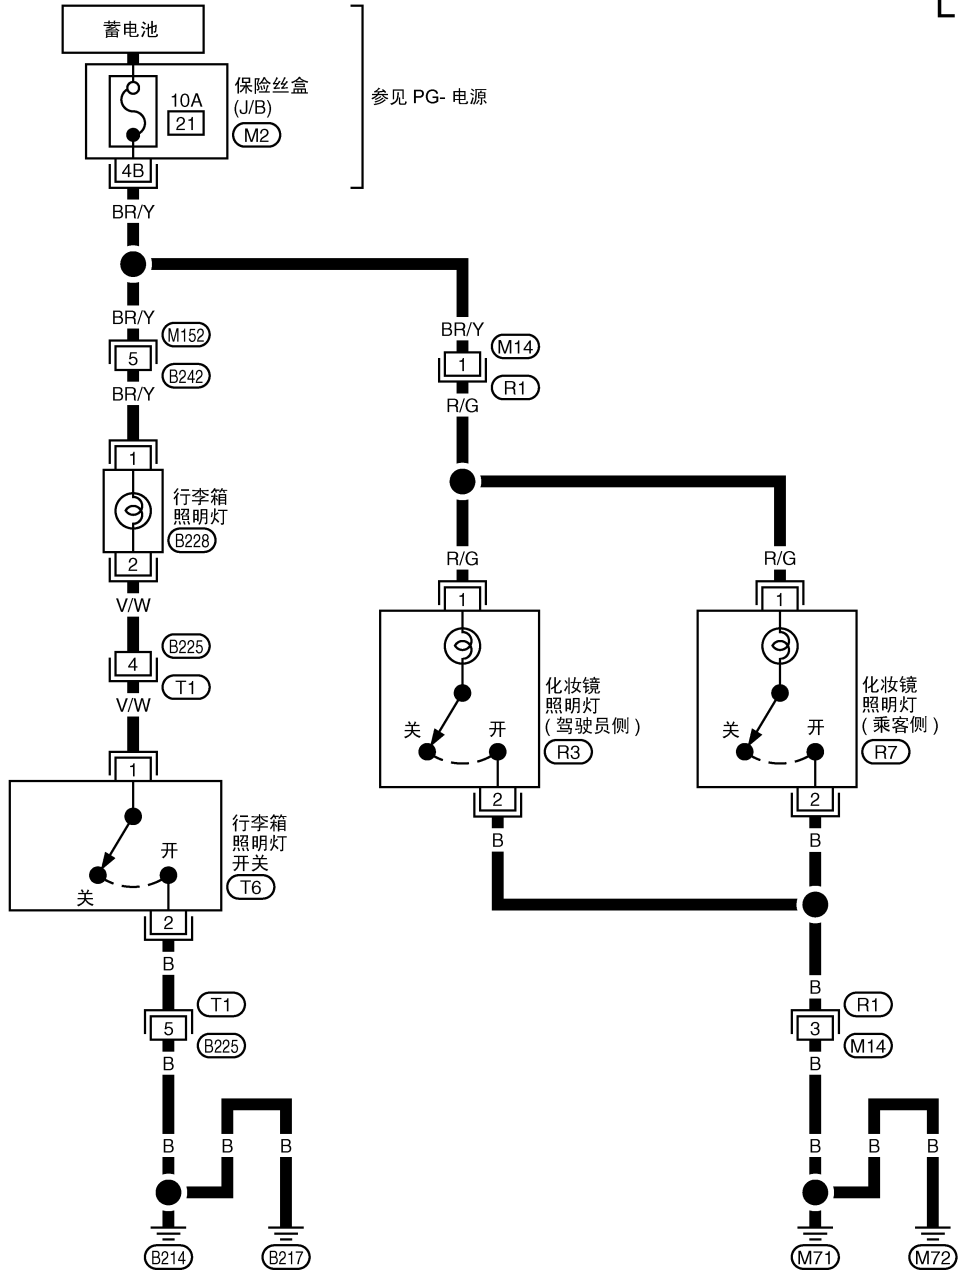 蓄电池
10A
21
保险丝盒
(J/B)
M2
参见 PG- 电源
4B
BR/Y
BR/Y
M152
5
B242
BR/Y
BR/Y
M14
1
R1
R/G
1
行李箱
照明灯
B228
2
V/W
B225
4
T1
V/W
1
行李箱
照明灯
开关
T6
开
关
2
B
T1
5
B225
B
B
B
B
B214
B217
R/G
1
化妆镜
照明灯
( 驾驶员侧 )
R3
关
开
2
B
R/G
1
化妆镜
照明灯
( 乘客侧 )
R7
关
开
2
B
B
R1
3
M14
B
B
B
B
M71
M72